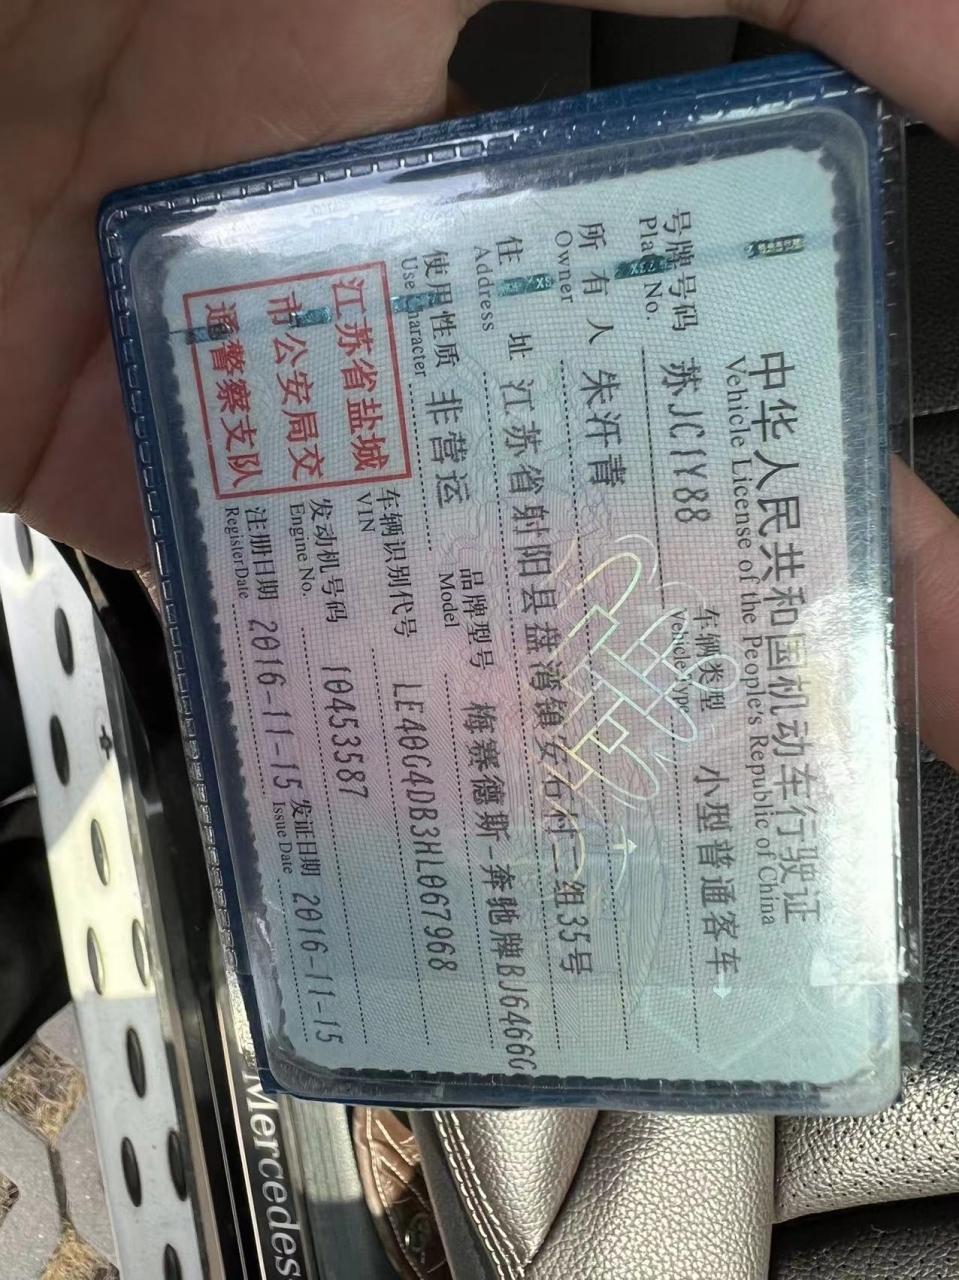 中华人民共和国机动车行驶证
Vehicle License of the People's Republic of China
号牌号码 苏JC1Y88 车辆类型 小型普通客车
Plate No. Vehicle Type
所有人 朱汗青
Owner
住址 江苏省射阳县盘湾镇安石村二组35号
Address
使用性质 非营运 品牌型号 梅赛德斯-奔驰牌BJ6466G
Use Character Model
江苏省盐城
市公安局交
通警察支队
车辆识别代号 LE40G4DB3HL067968
VIN
发动机号码 10453587
Engine No.
注册日期 2016-11-15 发证日期 2016-11-15
Register Date Issue Date
Mercedes